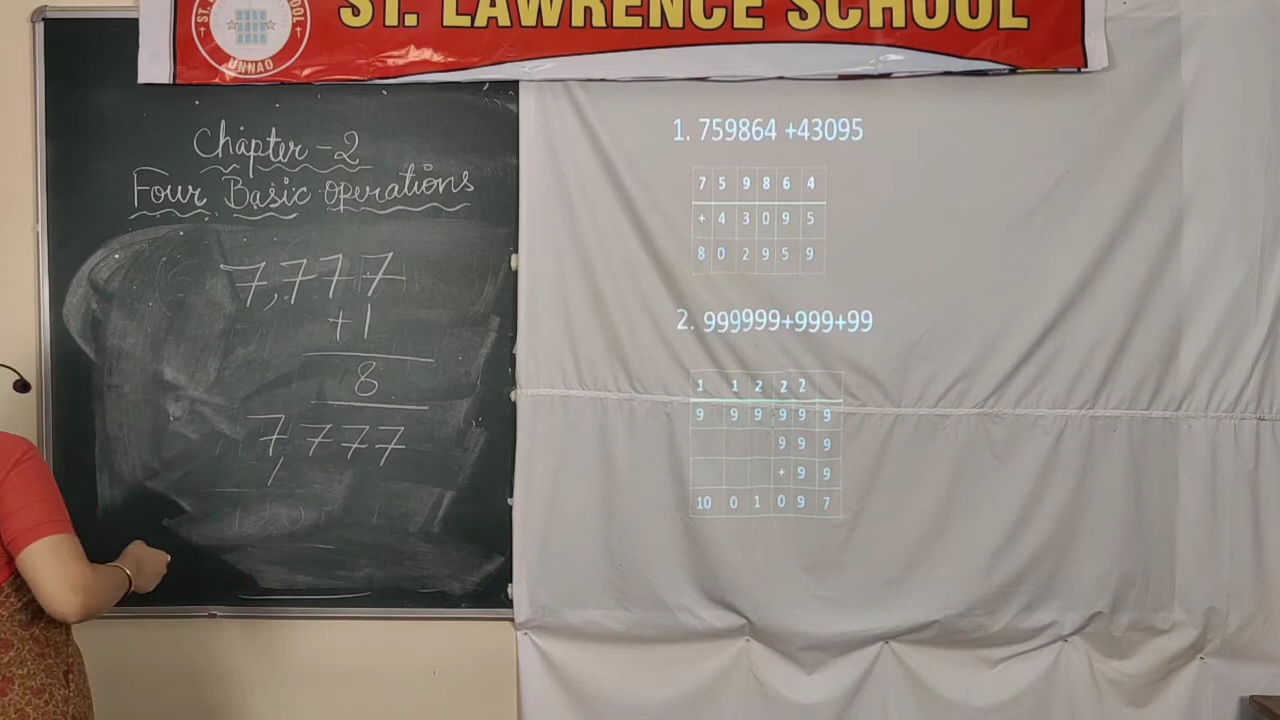 ST. LAWRENCE SCHOOL
UNNAO
Chapter - 2
Four Basic Operations
7,777
+1
8
7,777
1. 759864 +43095
7 5 9 8 6 4
+ 4 3 0 9 5
8 0 2 9 5 9
2. 999999+999+99
1 1 2 2 2
9 9 9 9 9 9
9 9 9
+ 9 9
10 0 1 0 9 7